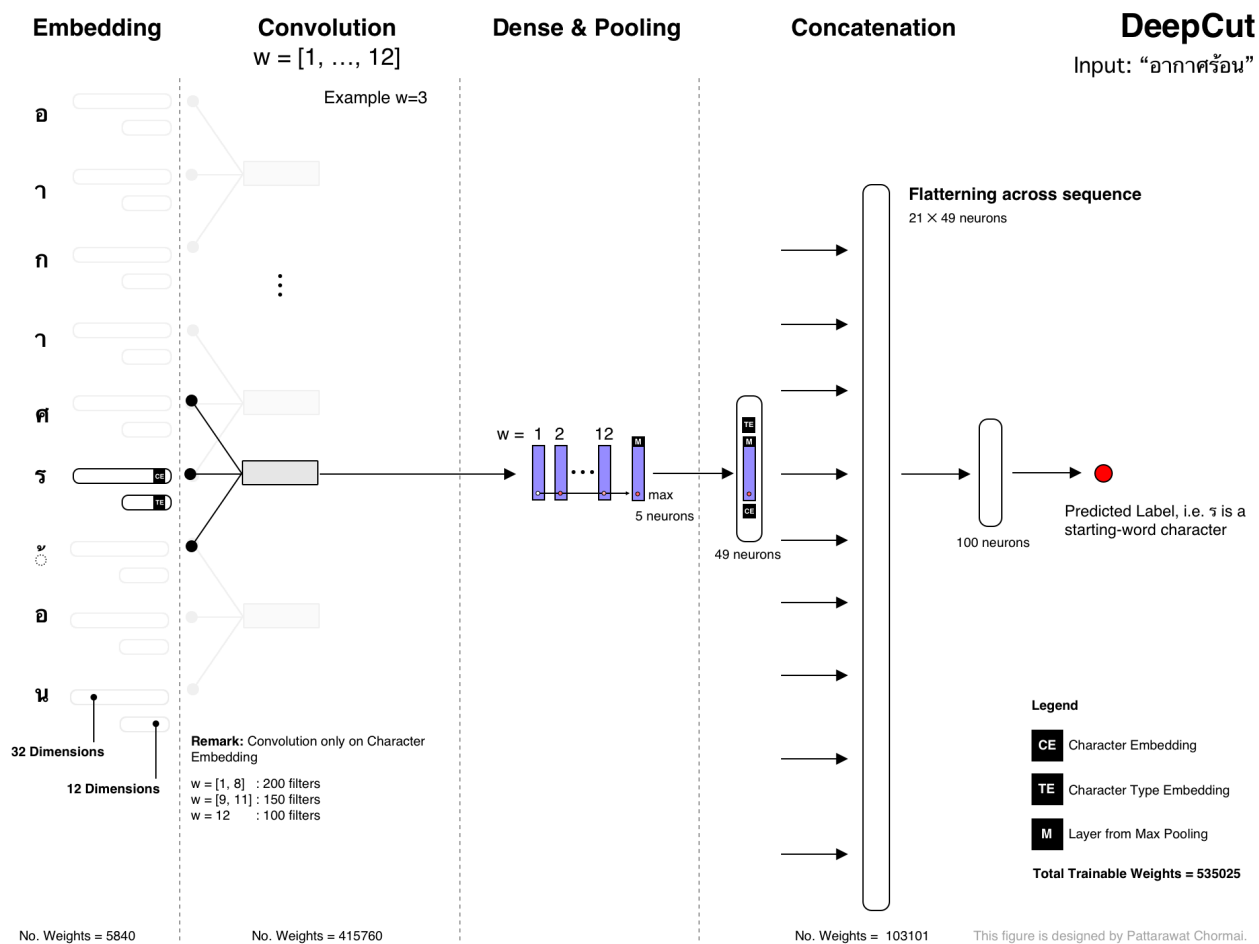 Embedding
Convolution
w = [1, …, 12]
Dense & Pooling
Concatenation
DeepCut
Input: “อากาศร้อน”
Example w=3
อ
า
ก
า
ศ
ร
CE
TE
้
อ
น
32 Dimensions
12 Dimensions
Remark: Convolution only on Character
Embedding
w = [1, 8] : 200 filters
w = [9, 11] : 150 filters
w = 12 : 100 filters
w = 1 2 12
M
max
5 neurons
TE
M
CE
49 neurons
Flatterning across sequence
21 × 49 neurons
100 neurons
Predicted Label, i.e. ร is a
starting-word character
Legend
CE Character Embedding
TE Character Type Embedding
M Layer from Max Pooling
Total Trainable Weights = 535025
No. Weights = 5840
No. Weights = 415760
No. Weights = 103101
This figure is designed by Pattarawat Chormai.